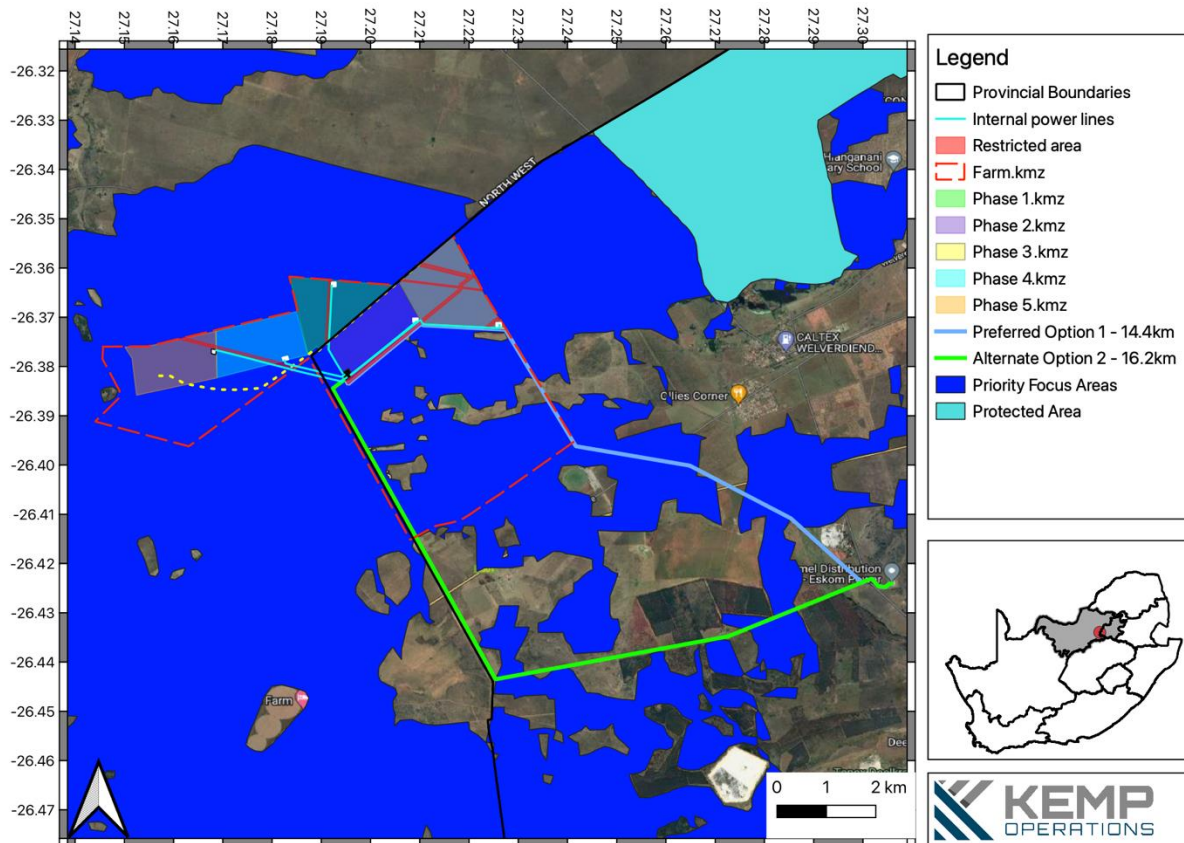 27.14 27.15 27.16 27.17 27.18 27.19 27.20 27.21 27.22 27.23 27.24 27.25 27.26 27.27 27.28 27.29 27.30
-26.32
-26.33
-26.34
-26.35
-26.36
-26.37
-26.38
-26.39
-26.40
-26.41
-26.42
-26.43
-26.44
-26.45
-26.46
-26.47
NORTH WEST
Hlanganani
ary School
CALTEX
WELVERDIEND...
Ollies Corner
mel Distribution
- Eskom Power
Farm
Dee
0 1 2 km
Legend
Provincial Boundaries
Internal power lines
Restricted area
Farm.kmz
Phase 1.kmz
Phase 2.kmz
Phase 3.kmz
Phase 4.kmz
Phase 5.kmz
Preferred Option 1 - 14.4km
Alternate Option 2 - 16.2km
Priority Focus Areas
Protected Area
KEMP
OPERATIONS